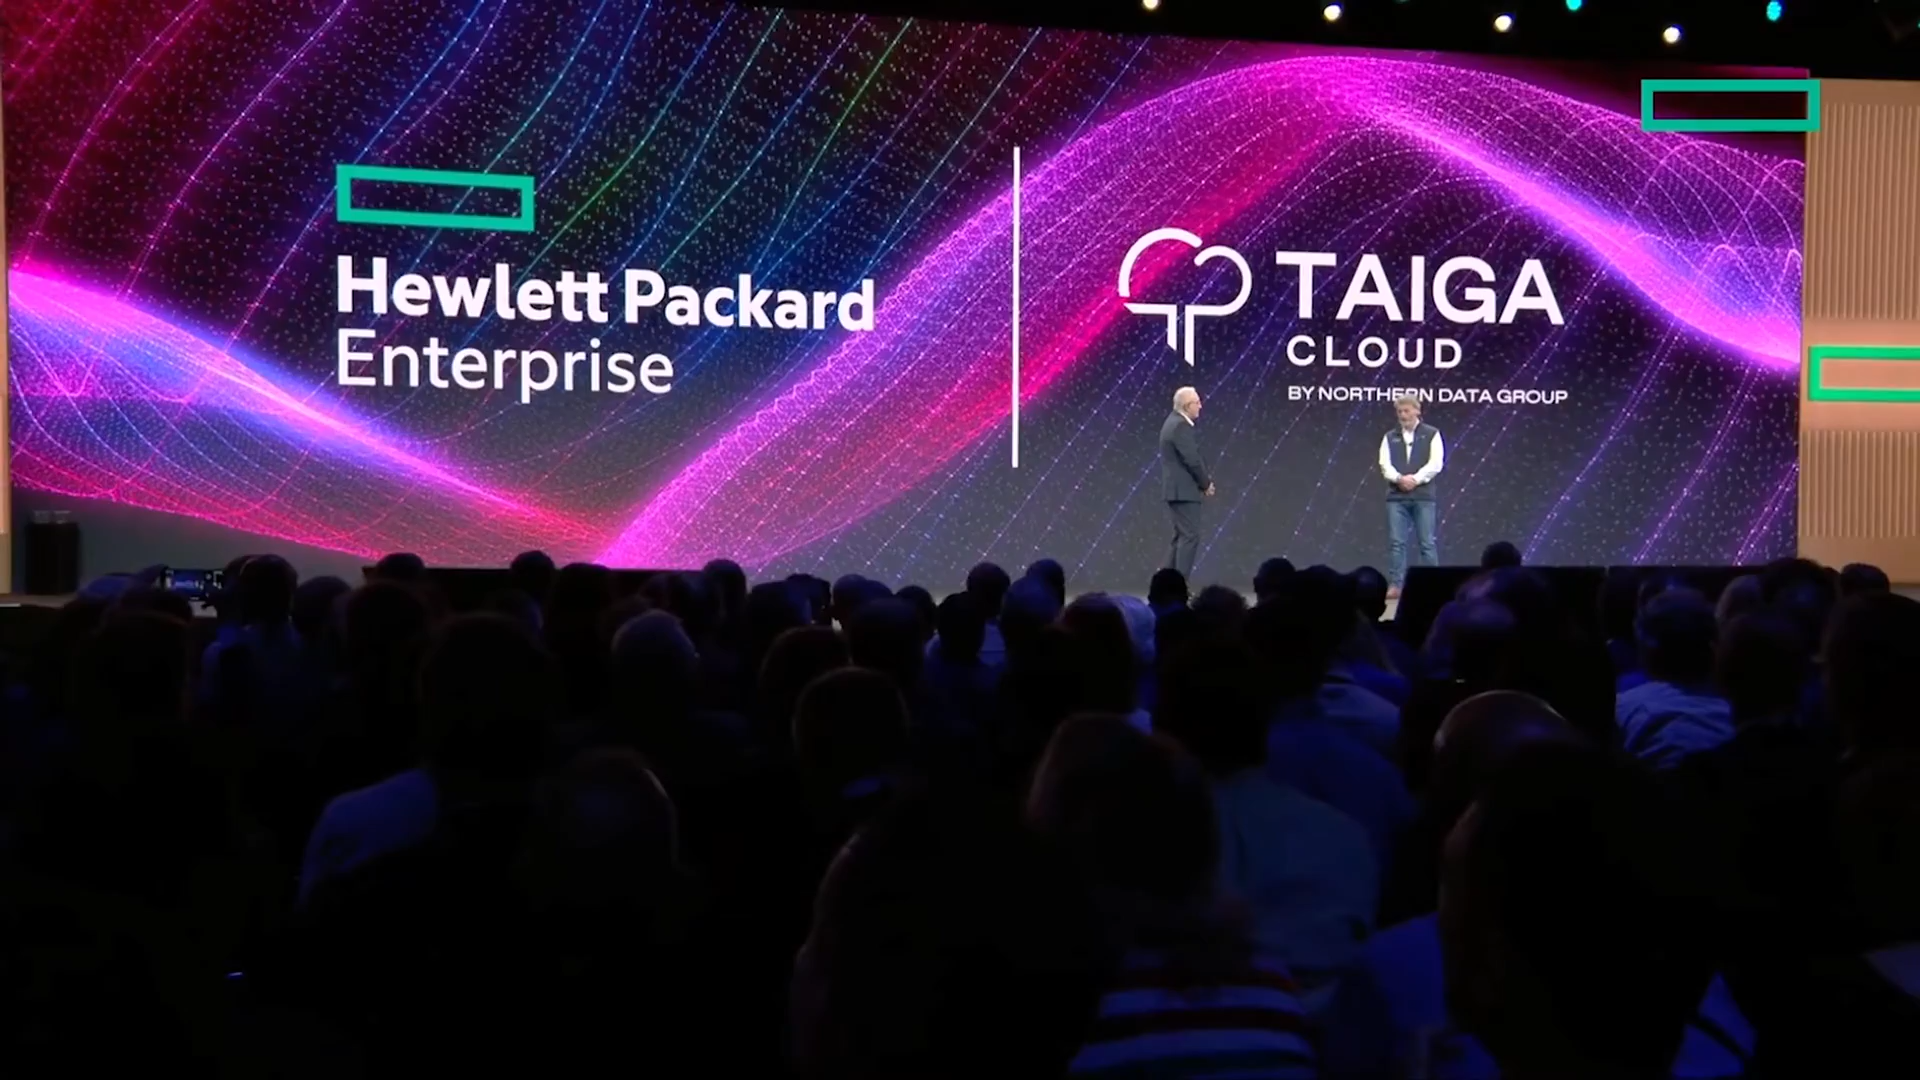 Hewlett Packard
Enterprise
TAIGA
CLOUD
BY NORTHERN DATA GROUP